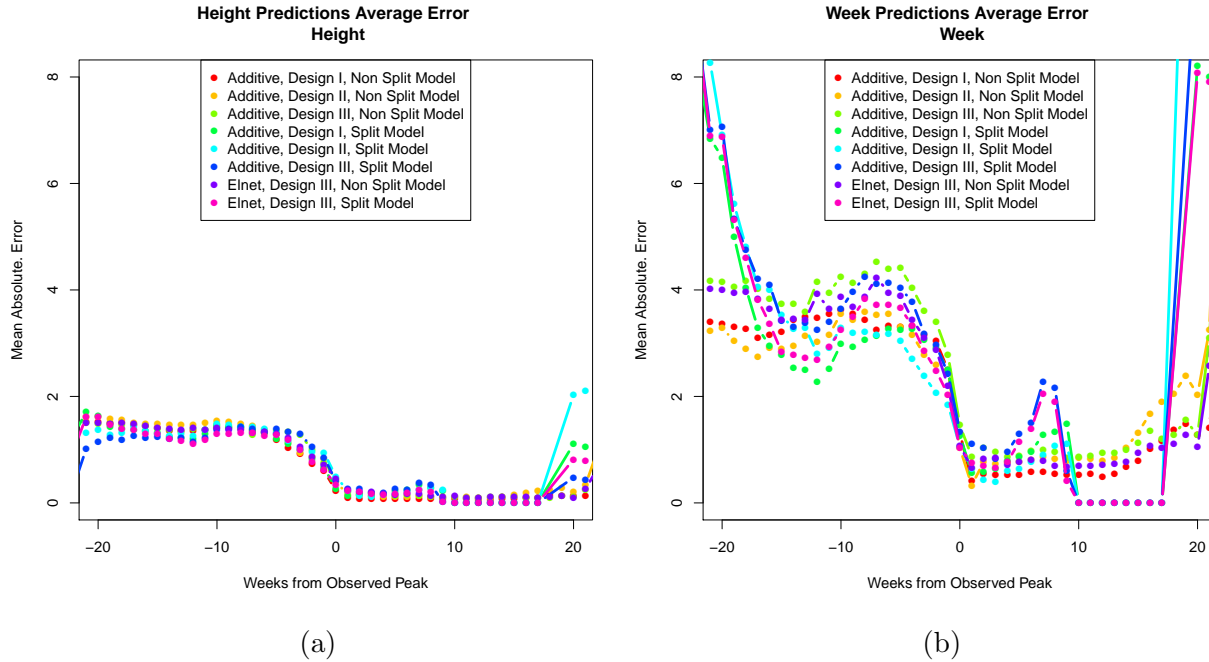 Height Predictions Average Error
Height
Mean Absolute. Error
8
6
4
2
0
Additive, Design I, Non Split Model
Additive, Design II, Non Split Model
Additive, Design III, Non Split Model
Additive, Design I, Split Model
Additive, Design II, Split Model
Additive, Design III, Split Model
Elnet, Design III, Non Split Model
Elnet, Design III, Split Model
−20 −10 0 10 20
Weeks from Observed Peak
(a)
Week Predictions Average Error
Week
Mean Absolute. Error
8
6
4
2
0
Additive, Design I, Non Split Model
Additive, Design II, Non Split Model
Additive, Design III, Non Split Model
Additive, Design I, Split Model
Additive, Design II, Split Model
Additive, Design III, Split Model
Elnet, Design III, Non Split Model
Elnet, Design III, Split Model
−20 −10 0 10 20
Weeks from Observed Peak
(b)